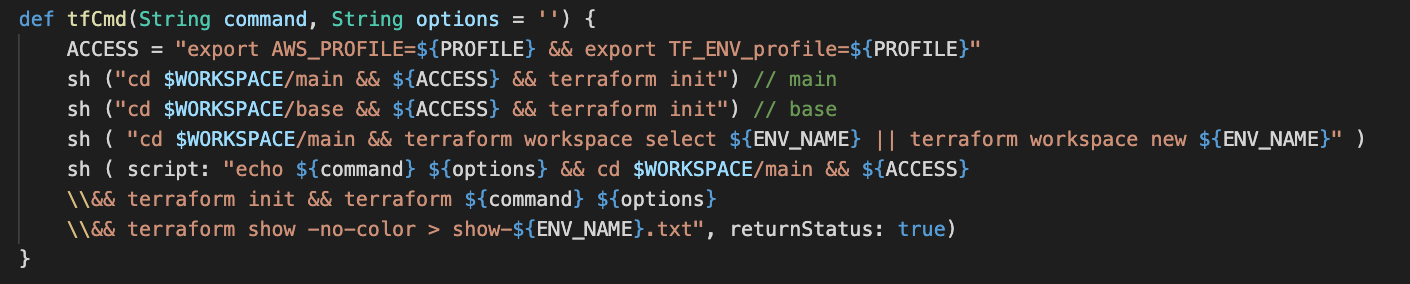 def tfCmd(String command, String options = '') {
    ACCESS = "export AWS_PROFILE=${PROFILE} && export TF_ENV_profile=${PROFILE}"
    sh ("cd $WORKSPACE/main && ${ACCESS} && terraform init") // main
    sh ("cd $WORKSPACE/base && ${ACCESS} && terraform init") // base
    sh ( "cd $WORKSPACE/main && terraform workspace select ${ENV_NAME} || terraform workspace new ${ENV_NAME}" )
    sh ( script: "echo ${command} ${options} && cd $WORKSPACE/main && ${ACCESS}
    \\&& terraform init && terraform ${command} ${options}
    \\&& terraform show -no-color > show-${ENV_NAME}.txt", returnStatus: true)
}